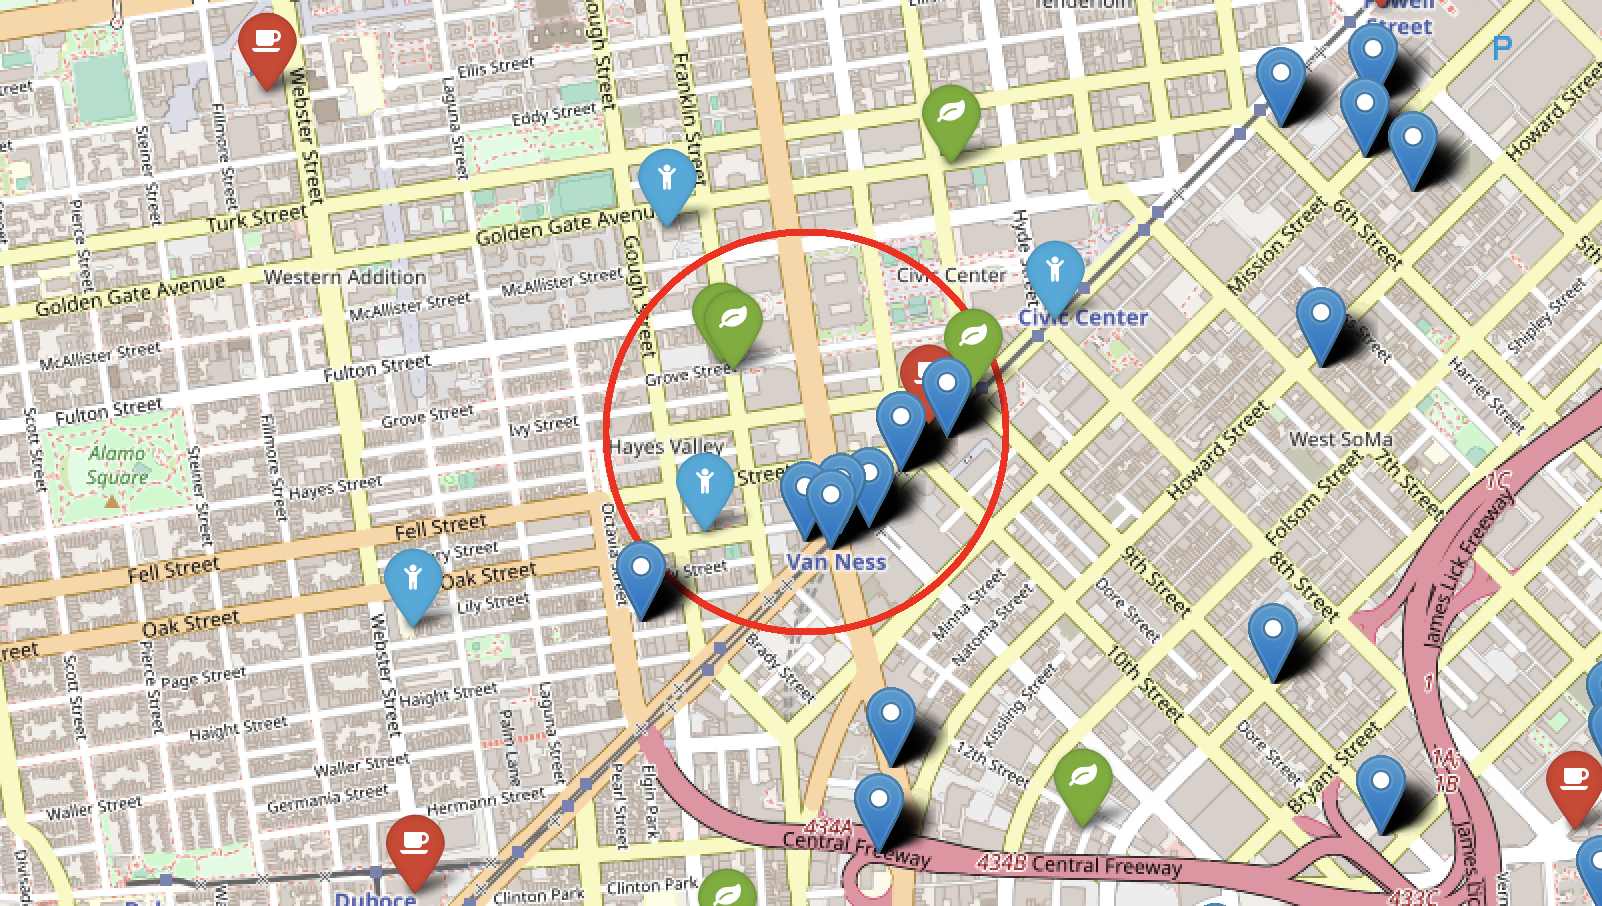 Tenderloin
Powell
Street
P
Ellis Street
Eddy Street
Turk Street
Golden Gate Avenue
Golden Gate Avenue
Western Addition
McAllister Street
McAllister Street
McAllister Street
Fulton Street
Fulton Street
Grove Street
Grove Street
Ivy Street
Hayes Valley
Hayes Street
Street
Fell Street
Fell Street
Oak Street
Oak Street
Lily Street
Page Street
Haight Street
Haight Street
Waller Street
Waller Street
Germania Street
Hermann Street
Clinton Park
Clinton Park
Duboce
Alamo
Square
Scott Street
Scott Street
Pierce Street
Pierce Street
Steiner Street
Fillmore Street
Fillmore Street
Webster Street
Webster Street
Laguna Street
Laguna Street
Palm Lane
Octavia
Gough Street
Gough Street
Franklin Street
Pearl Street
Elgin Park
Brady Street
Van Ness
Civic Center
Civic Center
Hyde Street
Mission Street
6th Street
5th
Howard Street
Howard Street
Shipley Street
Harriet Street
West SoMa
7th Street
Folsom Street
8th Street
9th Street
10th Street
Dore Street
Dore Street
Minna Street
Natoma Street
Kissling Street
12th Street
Bryant Street
James Lick Freeway
James Lic
1C
1
1A;
1B
434A
Central Freeway
434B
Central Freeway
433C